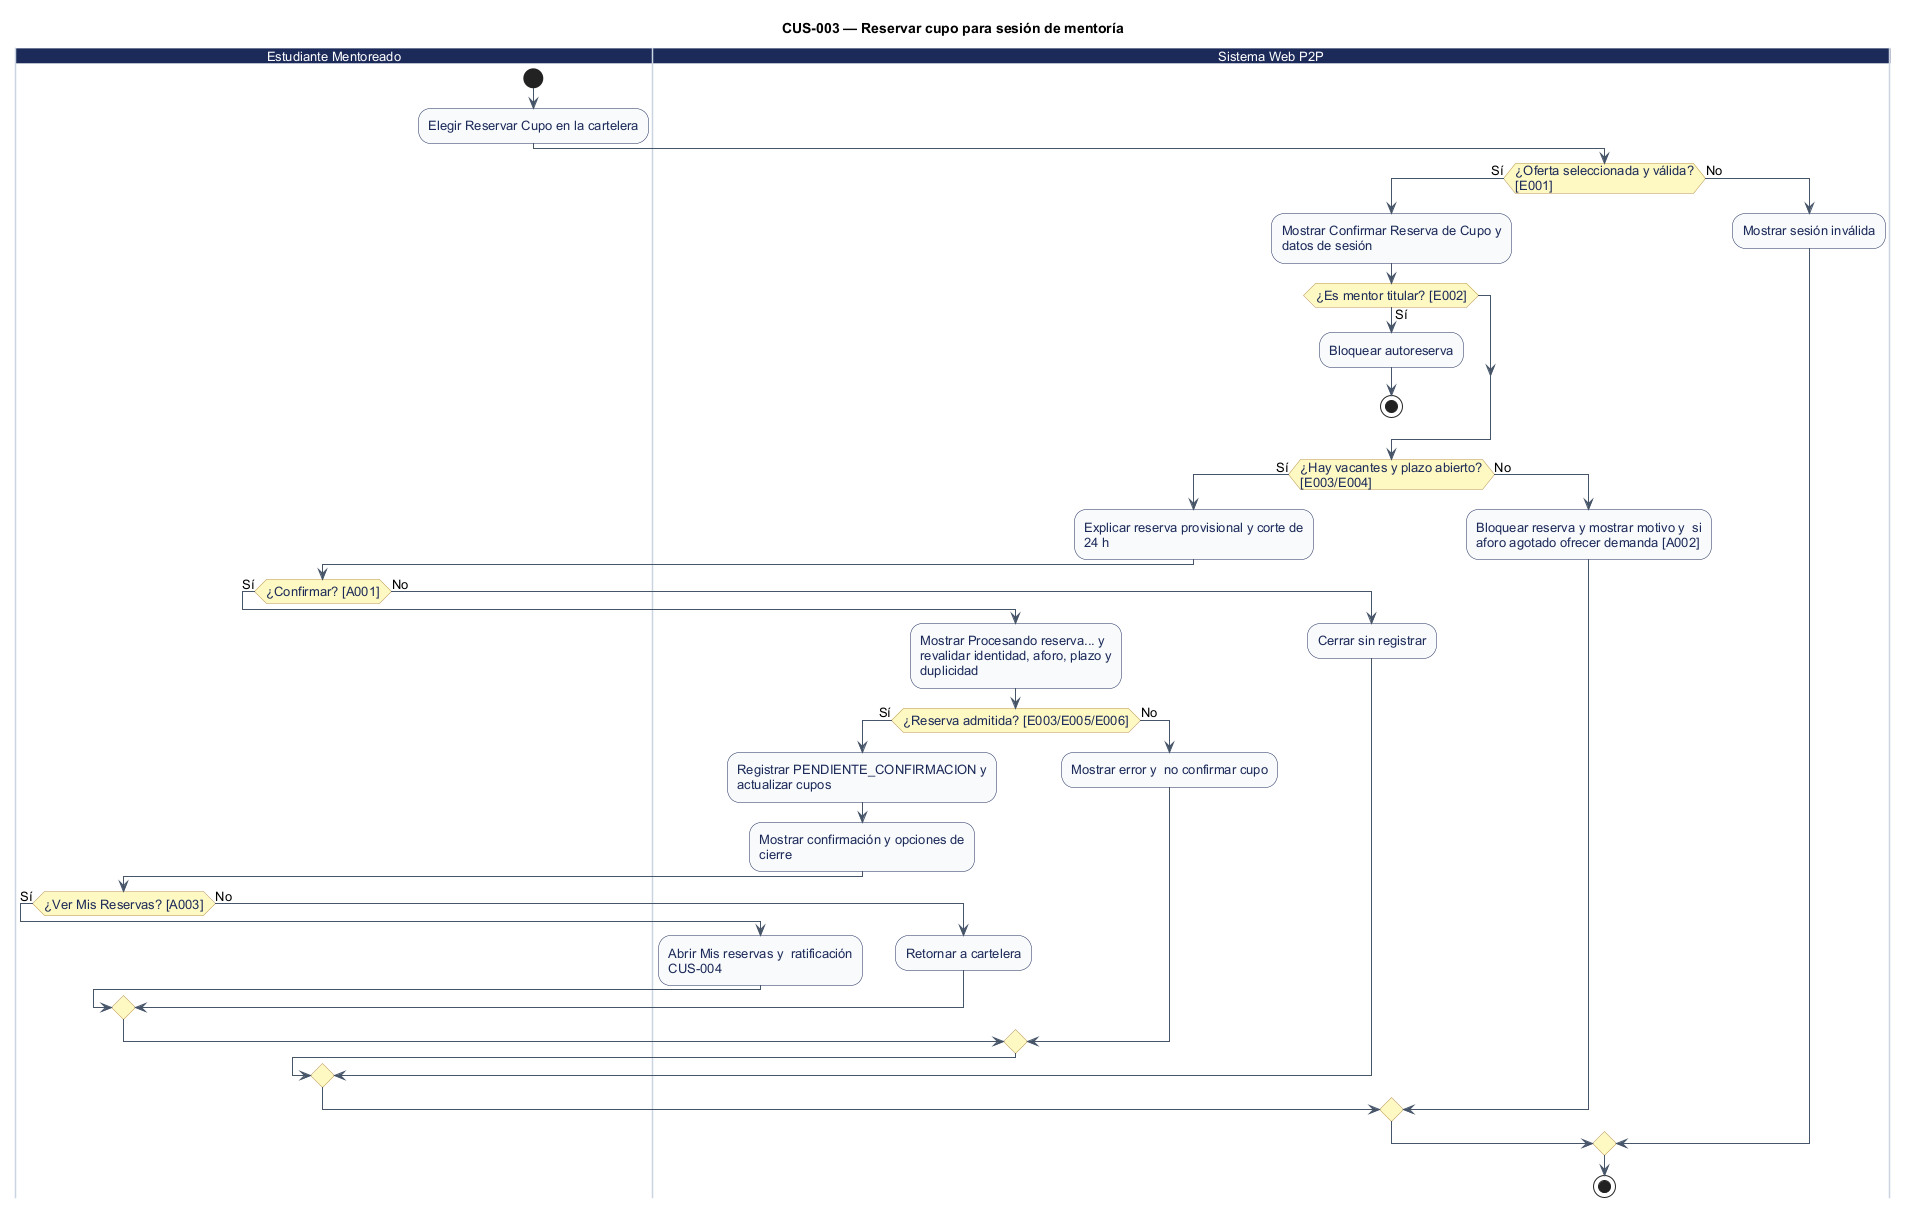 CUS-003 — Reservar cupo para sesión de mentoría
Estudiante Mentoreado
Sistema Web P2P
Elegir Reservar Cupo en la cartelera
¿Oferta seleccionada y válida?
[E001]
Sí
No
Mostrar Confirmar Reserva de Cupo y
datos de sesión
Mostrar sesión inválida
¿Es mentor titular? [E002]
Sí
Bloquear autoreserva
¿Hay vacantes y plazo abierto?
[E003/E004]
Sí
No
Explicar reserva provisional y corte de
24 h
Bloquear reserva y mostrar motivo y  si
aforo agotado ofrecer demanda [A002]
Sí
¿Confirmar? [A001]
No
Mostrar Procesando reserva... y
revalidar identidad, aforo, plazo y
duplicidad
Cerrar sin registrar
Sí
¿Reserva admitida? [E003/E005/E006]
No
Registrar PENDIENTE_CONFIRMACION y
actualizar cupos
Mostrar error y  no confirmar cupo
Mostrar confirmación y opciones de
cierre
Sí
¿Ver Mis Reservas? [A003]
No
Abrir Mis reservas y  ratificación
CUS-004
Retornar a cartelera